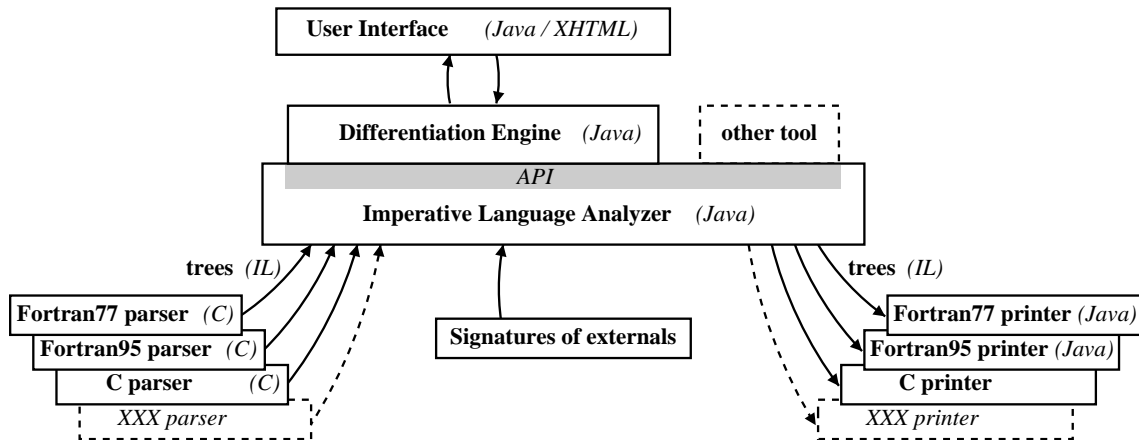 User Interface (Java / XHTML)
Differentiation Engine (Java)
other tool
API
Imperative Language Analyzer (Java)
trees (IL)
trees (IL)
Fortran77 parser (C)
Fortran95 parser (C)
C parser (C)
XXX parser
Signatures of externals
Fortran77 printer (Java)
Fortran95 printer (Java)
C printer
XXX printer